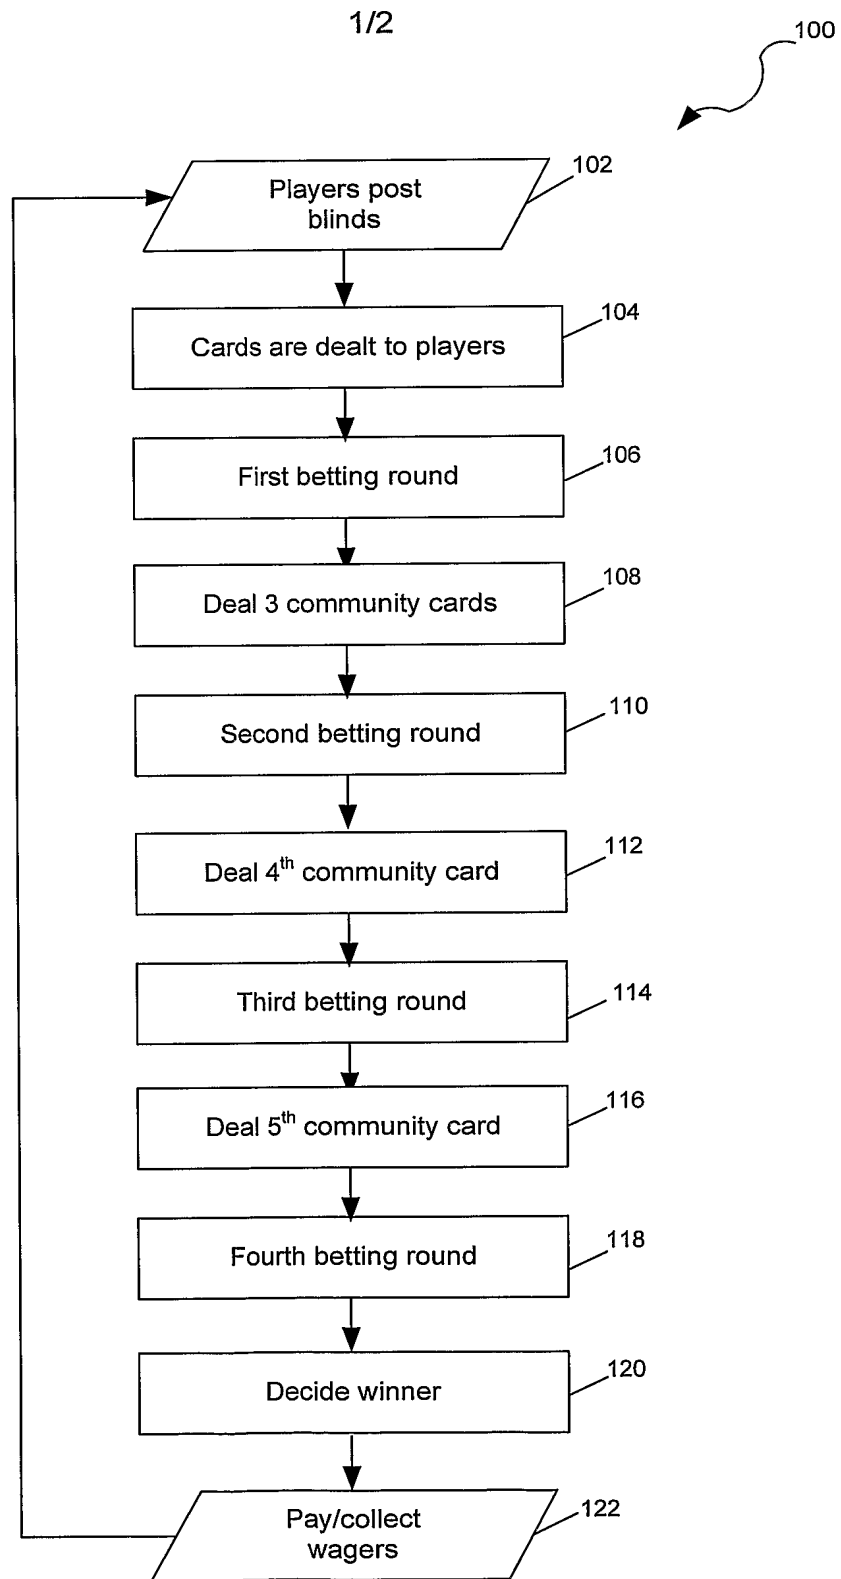 1/2
100
Players post
blinds
102
Cards are dealt to players
104
First betting round
106
Deal 3 community cards
108
Second betting round
110
Deal 4th community card
112
Third betting round
114
Deal 5th community card
116
Fourth betting round
118
Decide winner
120
Pay/collect
wagers
122